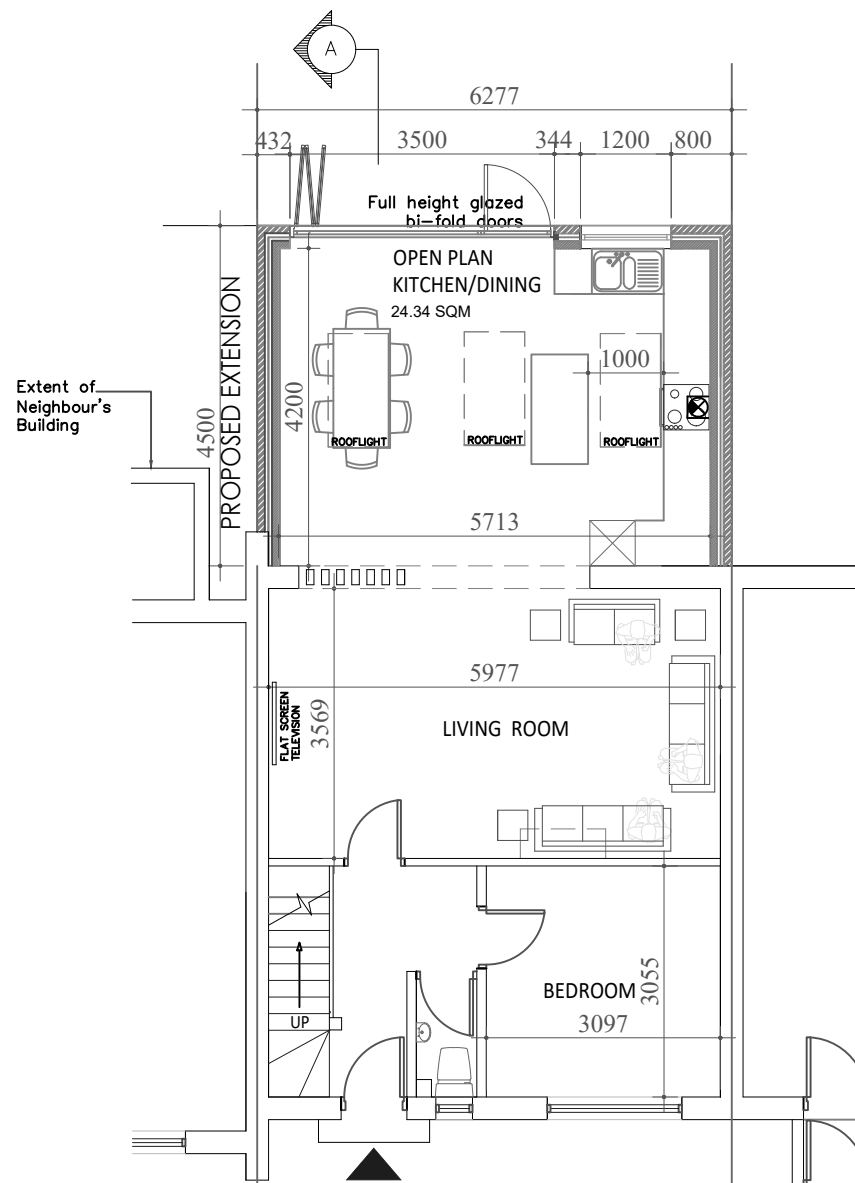 A
6277
432
3500
344
1200
800
Full height glazed
bi-fold doors
OPEN PLAN
KITCHEN/DINING
24.34 SQM
PROPOSED EXTENSION
4500
4200
1000
Extent of
Neighbour's
Building
ROOFLIGHT
ROOFLIGHT
ROOFLIGHT
5713
5977
FLAT SCREEN
TELEVISION
3569
LIVING ROOM
BEDROOM
3055
UP
3097